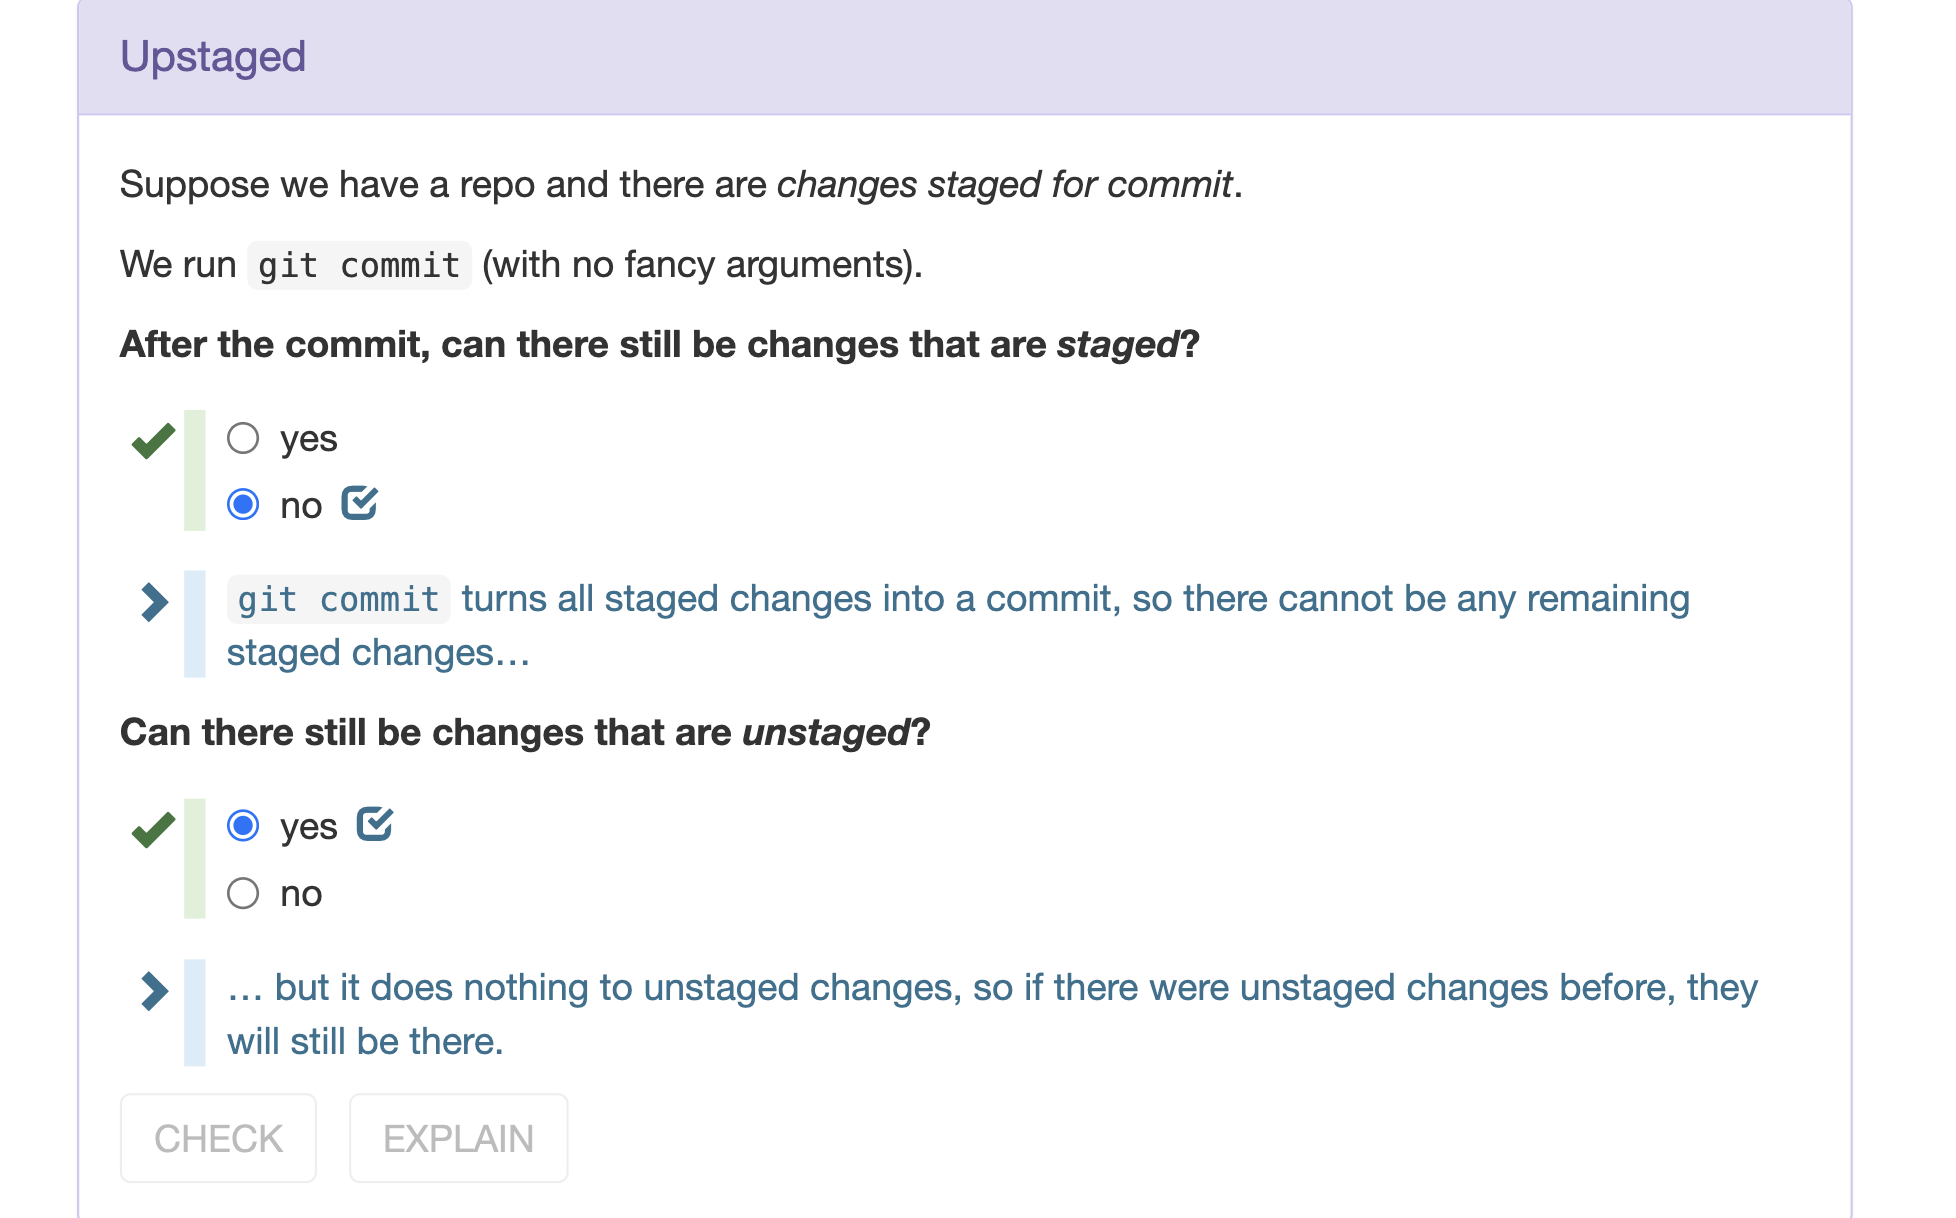 Upstaged
Suppose we have a repo and there are changes staged for commit.
We run git commit (with no fancy arguments).
After the commit, can there still be changes that are staged?
yes
no
git commit turns all staged changes into a commit, so there cannot be any remaining
staged changes…
Can there still be changes that are unstaged?
yes
no
… but it does nothing to unstaged changes, so if there were unstaged changes before, they
will still be there.
CHECK EXPLAIN